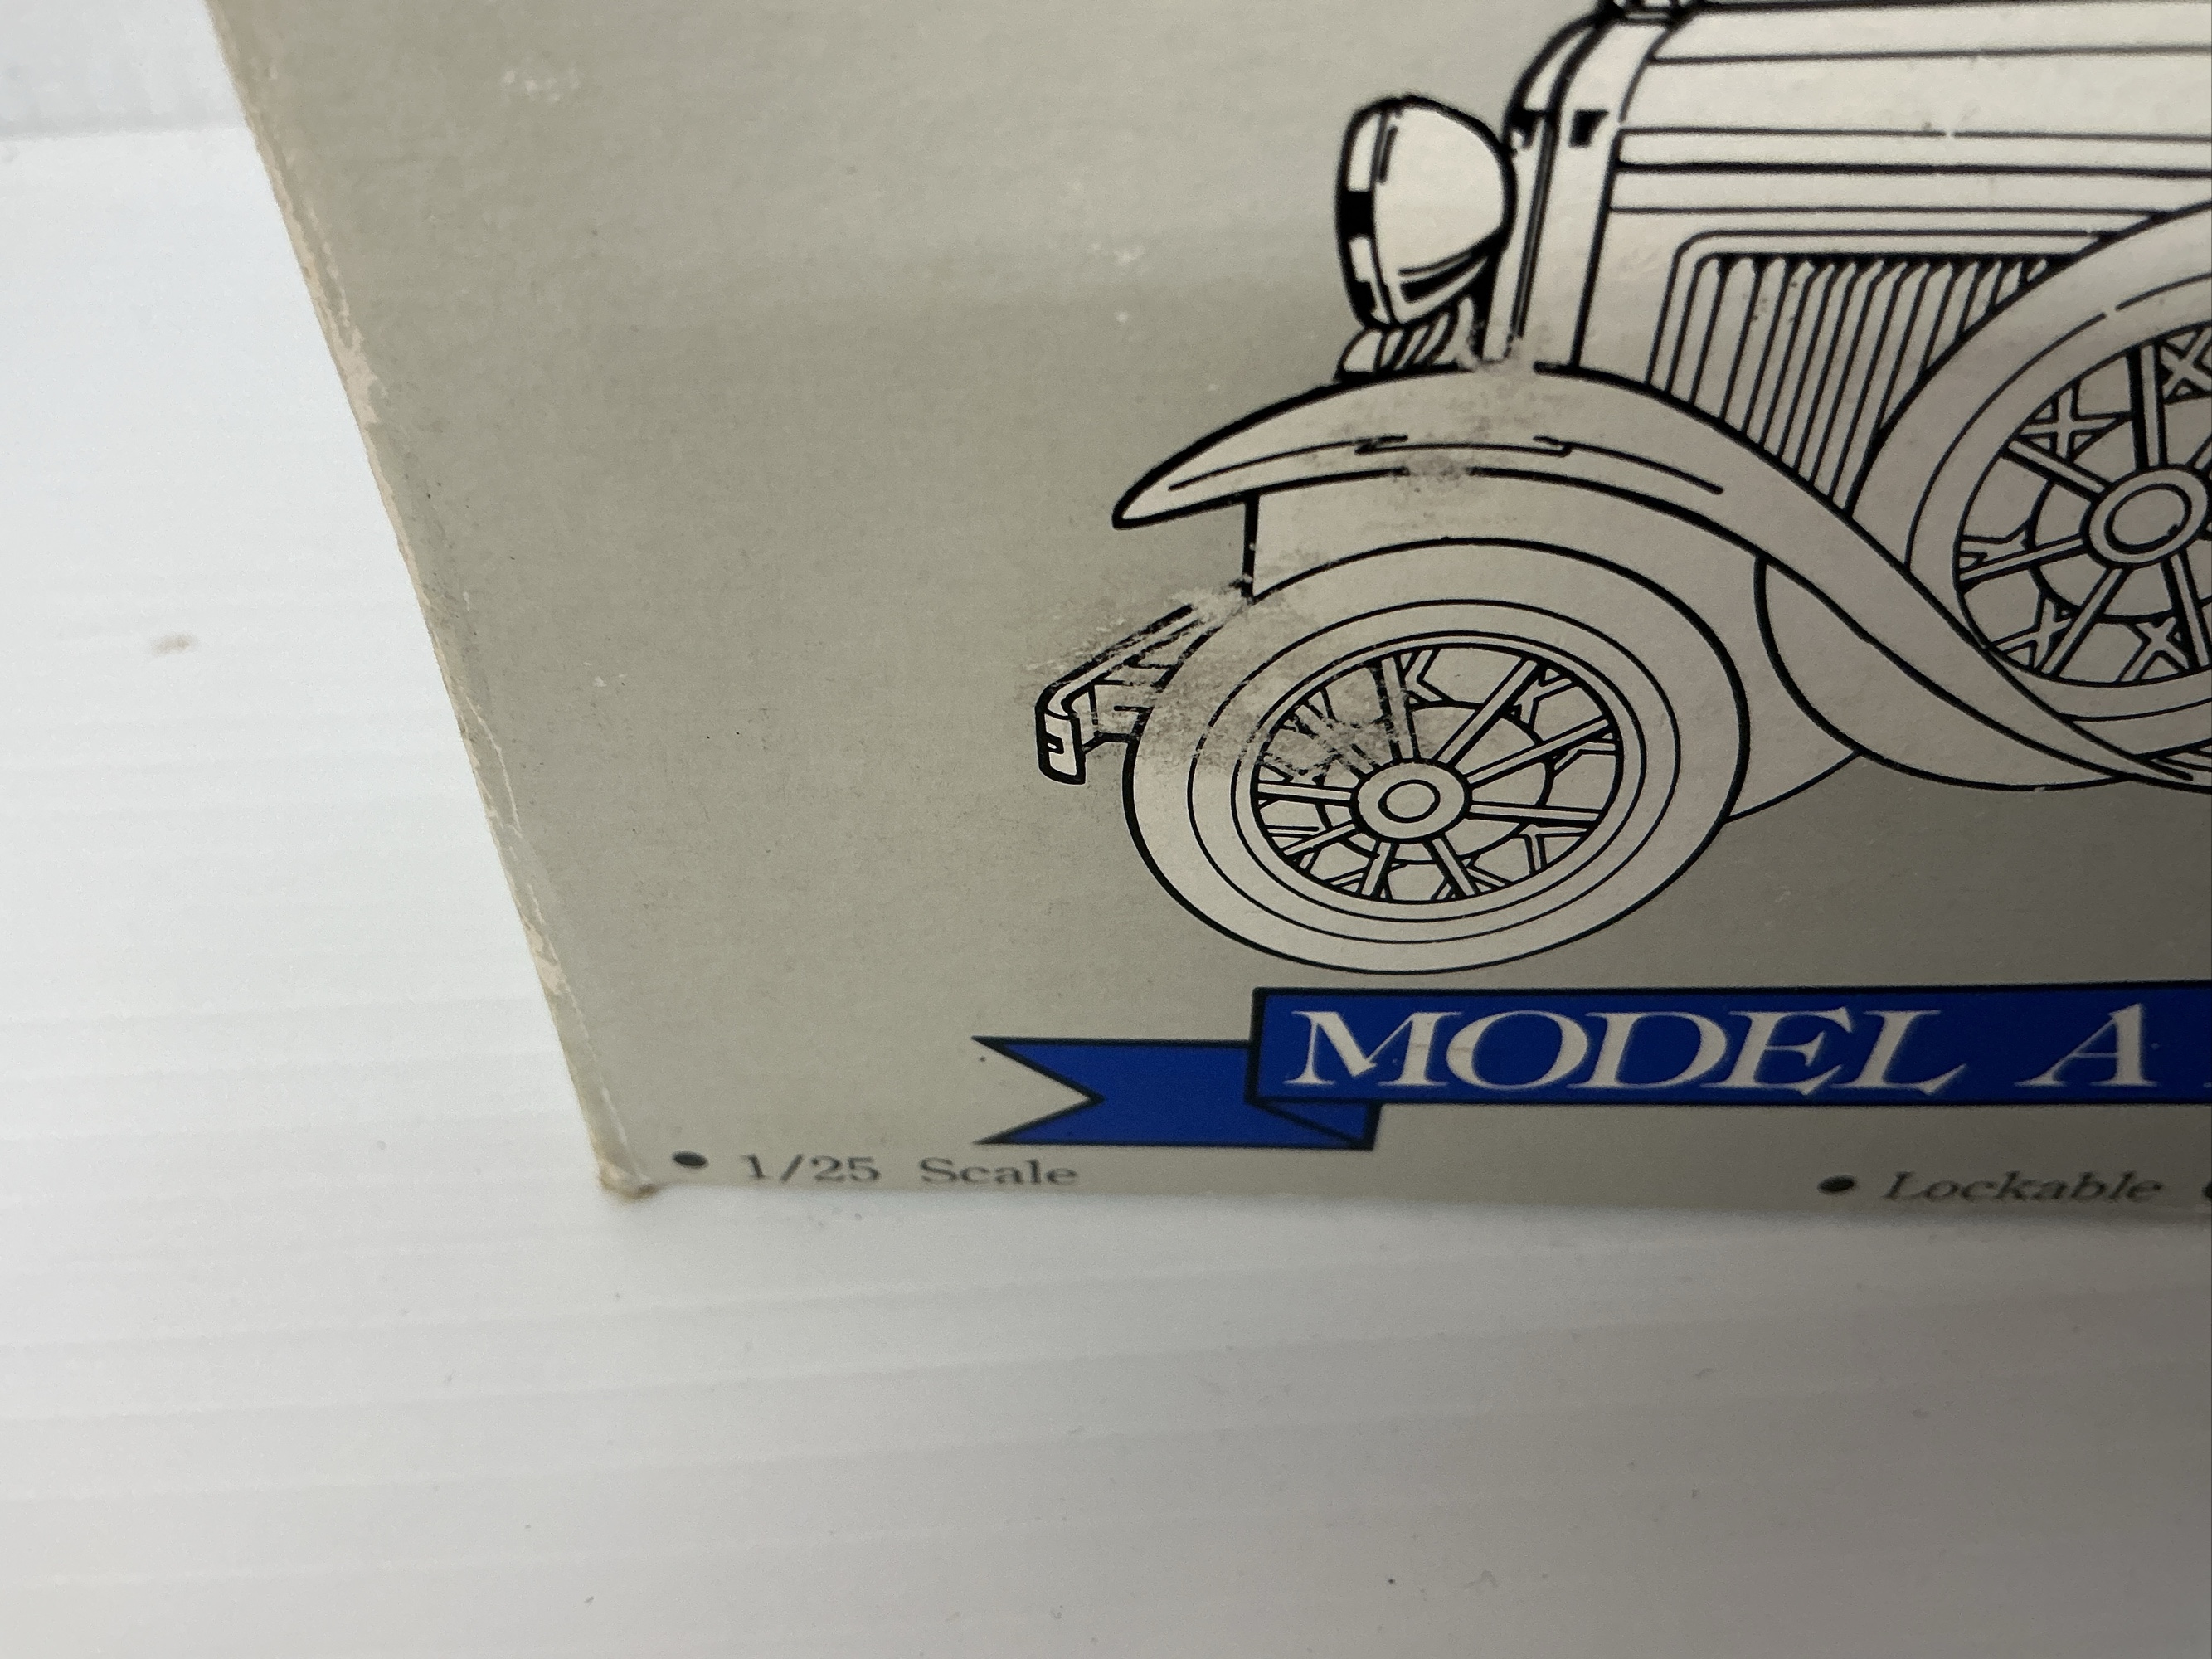 MODEL A
• 1/25 Scale
• Lockable